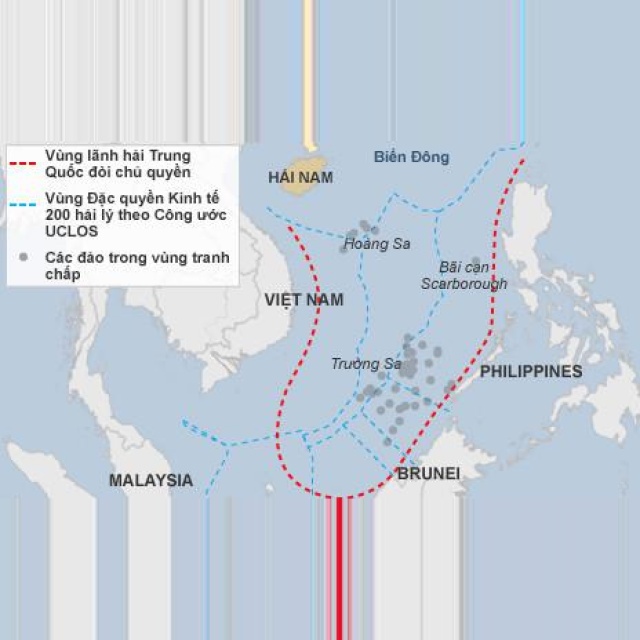 Vùng lãnh hải Trung
Quốc đòi chủ quyền
Vùng Đặc quyền Kinh tế
200 hải lý theo Công ước
UCLOS
Các đảo trong vùng tranh
chấp
Biển Đông
HẢI NAM
Hoàng Sa
Bãi cạn
Scarborough
VIỆT NAM
Trường Sa
PHILIPPINES
MALAYSIA
BRUNEI